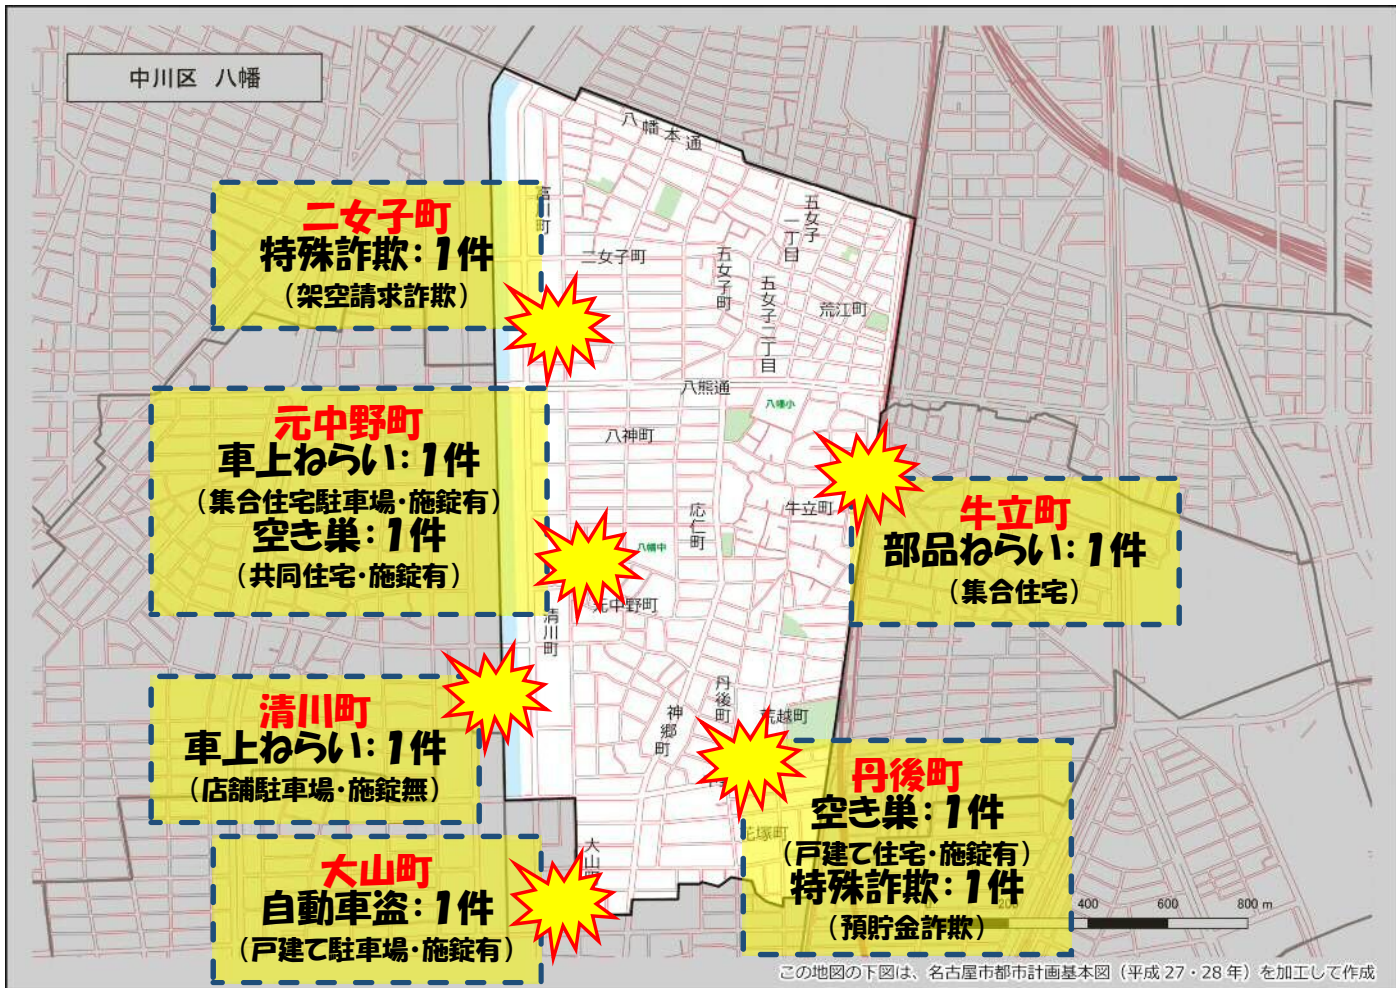 中川区 八幡
八幡本通
二女子町
特殊詐欺：1件
（架空請求詐欺）
富川町
二女子町
五女子町
五女子一丁目
五女子二丁目
荒江町
八熊通
八幡小
八神町
元中野町
車上ねらい：1件
（集合住宅駐車場・施錠有）
空き巣：1件
（共同住宅・施錠有）
応仁町
牛立町
八幡中
元中野町
清川町
牛立町
部品ねらい：1件
（集合住宅）
清川町
車上ねらい：1件
（店舗駐車場・施錠無）
丹後町
神郷町
荒越町
丹後町
空き巣：1件
（戸建て住宅・施錠有）
特殊詐欺：1件
（預貯金詐欺）
花塚町
大山町
自動車盗：1件
（戸建て駐車場・施錠有）
大山
200 400 600 800 m
この地図の下図は、名古屋市都市計画基本図（平成 27・28 年）を加工して作成